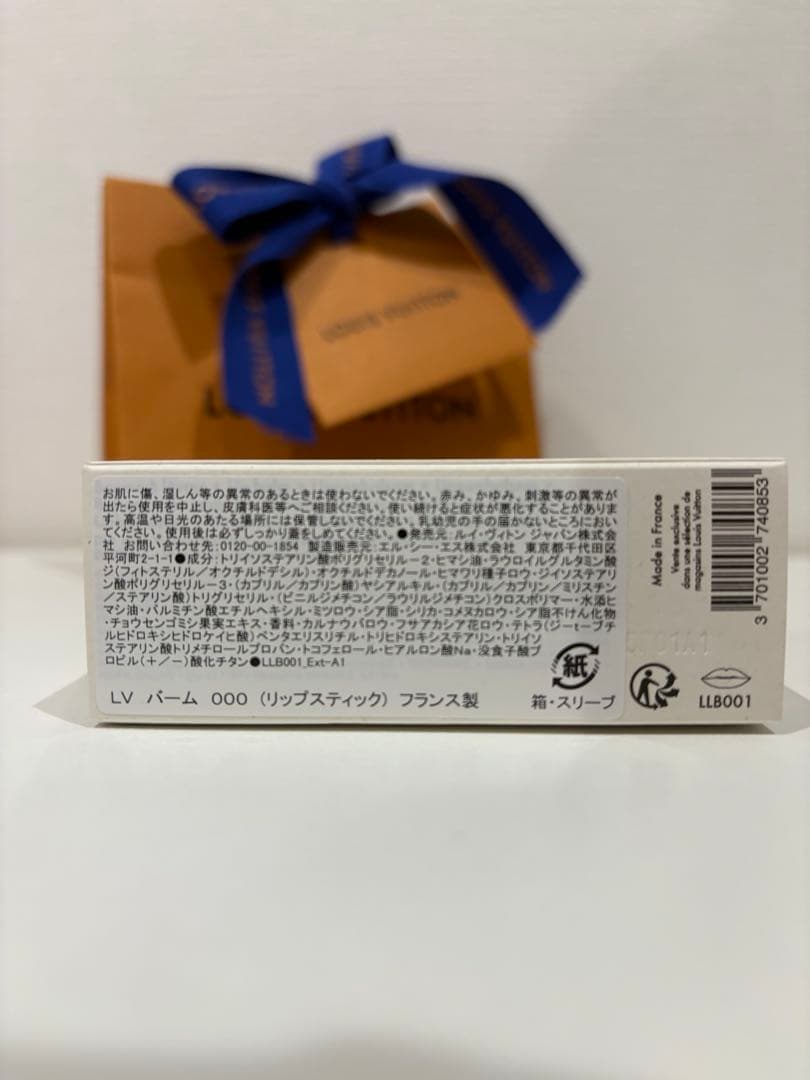 LOUIS VUITTON
お肌に傷、湿しん等の異常のあるときは使わないでください。赤み、かゆみ、刺激等の異常が
出たら使用を中止し、皮膚科医等へご相談ください。使い続けると症状が悪化することがありま
す。高温や日光のあたる場所には保管しないでください。乳幼児の手の届かないところにおい
てください。使用後は必ずしっかり蓋をしめてください。●発売元:ルイ・ヴィトン ジャパン株式会
社 お問い合わせ先:0120-00-1854 製造販売元:エル・シー・エス株式会社 東京都千代田区
平河町2-1-1●成分:トリイソステアリン酸ポリグリセリル-2・ヒマシ油・ラウロイルグルタミン酸
ジ(フィトステリル/オクチルドデシル)・オクチルドデカノール・ヒマワリ種子ロウ・ジイソステアリ
ン酸ポリグリセリル-3・(カプリル/カプリン酸)ヤシアルキル・(カプリル/カプリン/ミリスチン
/ステアリン酸)トリグリセリル・(ビニルジメチコン/ラウリルジメチコン)クロスポリマー・水添ヒ
マシ油・パルミチン酸エチルヘキシル・ミツロウ・シア脂・シリカ・コメヌカロウ・シア脂不けん化物
・チョウセンゴミシ果実エキス・香料・カルナウバロウ・フサアカシア花ロウ・テトラ(ジ-t-ブチ
ルヒドロキシヒドロケイヒ酸)ペンタエリスリチル・トリヒドロキシステアリン・トリイソ
ステアリン酸トリメチロールプロパン・トコフェロール・ヒアルロン酸Na・没食子酸プ
ロピル(+/-)酸化チタン●LLB001_Ext-A1
紙
LV バーム 000 (リップスティック) フランス製
箱・スリーブ
Made in France
Vente exclusive
dans une sélection de
magasins Louis Vuitton
3 701002 740853
LLB001